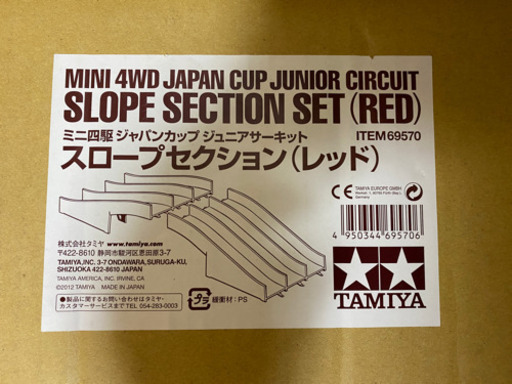 MINI 4WD JAPAN CUP JUNIOR CIRCUIT
SLOPE SECTION SET (RED)
ミニ四駆 ジャパンカップ ジュニアサーキット ITEM 69570
スロープセクション(レッド)
TAMIYA EUROPE GMBH
Germany
CE
4 950344 695706
株式会社タミヤ www.tamiya.com
〒422-8610 静岡市駿河区恩田原3-7
TAMIYA,INC. 3-7 ONDAWARA, SURUGA-KU,
SHIZUOKA 422-8610 JAPAN
TAMIYA AMERICA, INC. IRVINE, CA
©2012 TAMIYA MADE IN JAPAN
●製品に関するお問い合わせはタミヤ・
カスタマーサービスまで 054-283-0003
プラ 緩衝材：PS
TAMIYA